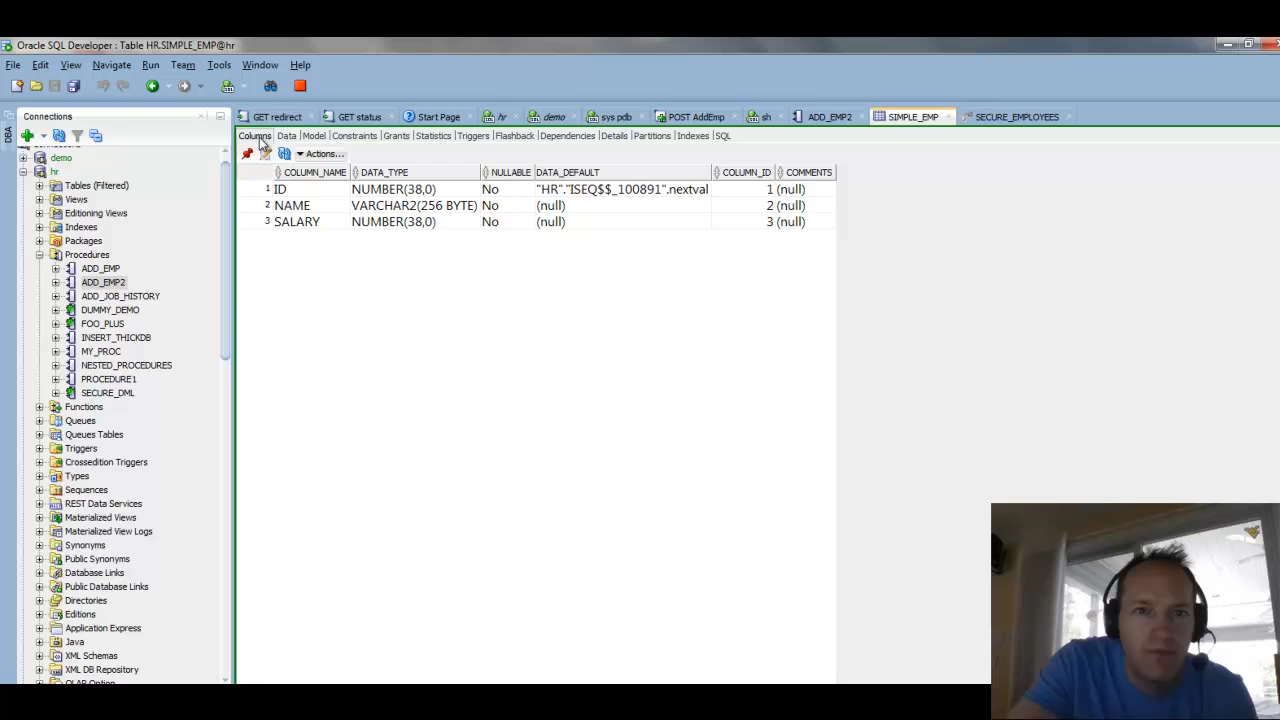 Oracle SQL Developer : Table HR.SIMPLE_EMP@hr
File Edit View Navigate Run Team Tools Window Help
DBA
Connections
GET redirect GET status Start Page hr demo sys pdb POST AddEmp sh ADD_EMP2 SIMPLE_EMP SECURE_EMPLOYEES
Columns Data Model Constraints Grants Statistics Triggers Flashback Dependencies Details Partitions Indexes SQL
Actions...
COLUMN_NAME DATA_TYPE NULLABLE DATA_DEFAULT COLUMN_ID COMMENTS
1 ID NUMBER(38,0) No "HR"."ISEQ$$_100891".nextval 1 (null)
2 NAME VARCHAR2(256 BYTE) No (null) 2 (null)
3 SALARY NUMBER(38,0) No (null) 3 (null)
demo
hr
Tables (Filtered)
Views
Editioning Views
Indexes
Packages
Procedures
ADD_EMP
ADD_EMP2
ADD_JOB_HISTORY
DUMMY_DEMO
FOO_PLUS
INSERT_THICKDB
MY_PROC
NESTED_PROCEDURES
PROCEDURE1
SECURE_DML
Functions
Queues
Queues Tables
Triggers
Crossedition Triggers
Types
Sequences
REST Data Services
Materialized Views
Materialized View Logs
Synonyms
Public Synonyms
Database Links
Public Database Links
Directories
Editions
Application Express
Java
XML Schemas
XML DB Repository